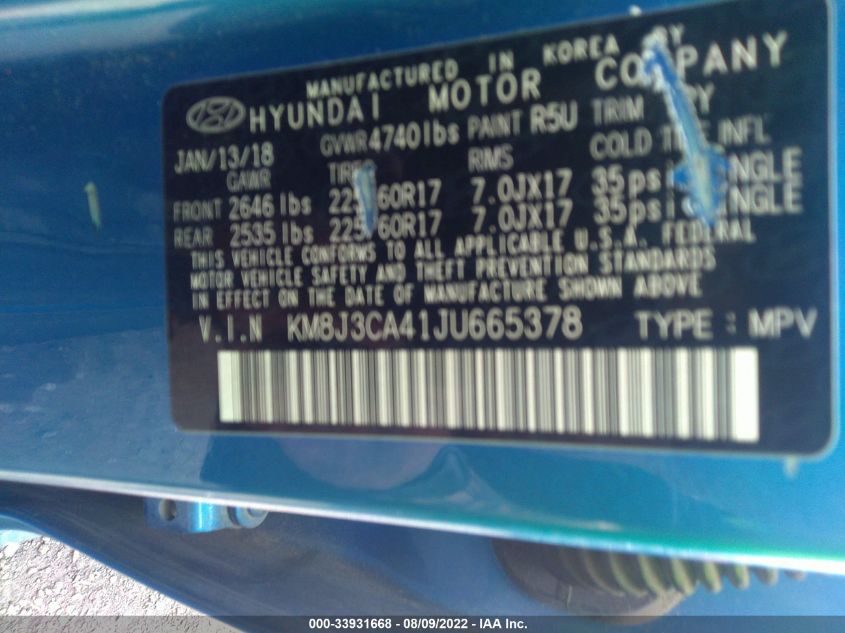 MANUFACTURED IN KOREA BY
HYUNDAI MOTOR COMPANY
JAN/13/18 GVWR 4740lbs PAINT R5U TRIM
GAWR TIRES RIMS COLD TIRE INFL
FRONT 2646 lbs 225/60R17 7.0JX17 35psi SINGLE
REAR 2535 lbs 225/60R17 7.0JX17 35psi SINGLE
THIS VEHICLE CONFORMS TO ALL APPLICABLE U.S.A. FEDERAL
MOTOR VEHICLE SAFETY AND THEFT PREVENTION STANDARDS
IN EFFECT ON THE DATE OF MANUFACTURE SHOWN ABOVE
V.I.N KM8J3CA41JU665378 TYPE : MPV
000-33931668 - 08/09/2022 - IAA Inc.